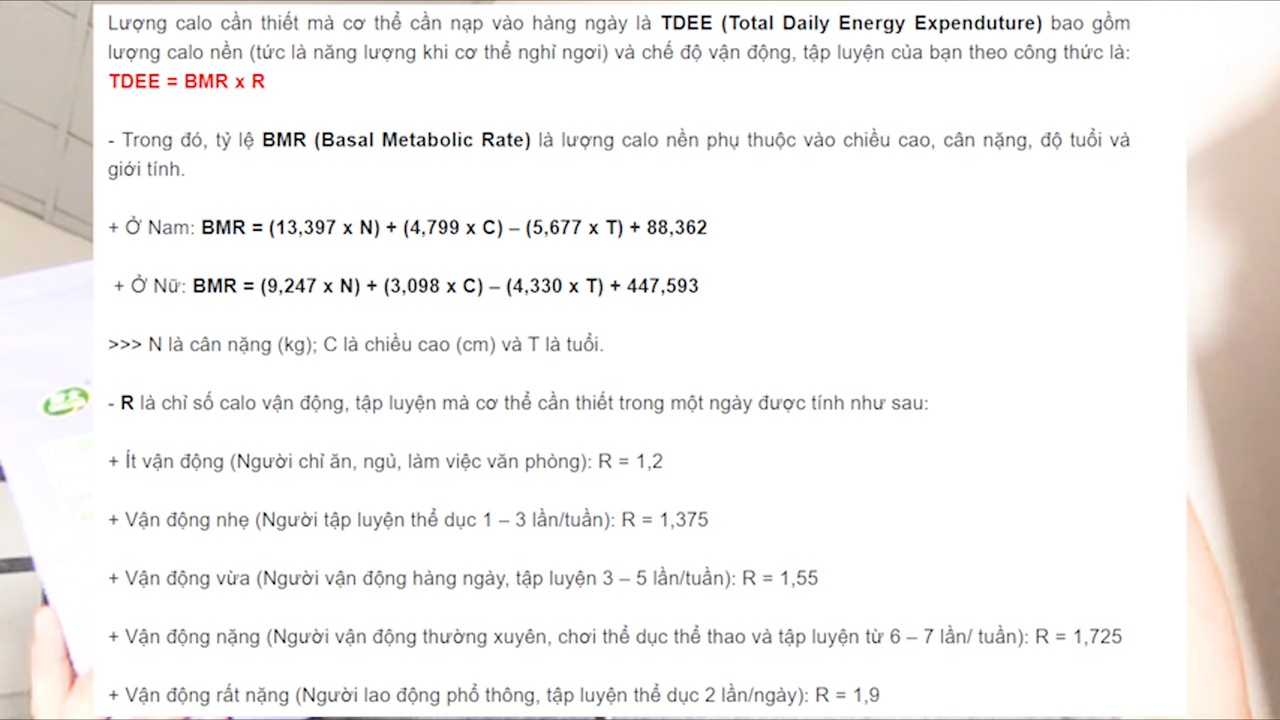 Lượng calo cần thiết mà cơ thể cần nạp vào hàng ngày là TDEE (Total Daily Energy Expenduture) bao gồm
lượng calo nền (tức là năng lượng khi cơ thể nghỉ ngơi) và chế độ vận động, tập luyện của bạn theo công thức là:
TDEE = BMR x R
- Trong đó, tỷ lệ BMR (Basal Metabolic Rate) là lượng calo nền phụ thuộc vào chiều cao, cân nặng, độ tuổi và
giới tính.
+ Ở Nam: BMR = (13,397 x N) + (4,799 x C) – (5,677 x T) + 88,362
+ Ở Nữ: BMR = (9,247 x N) + (3,098 x C) – (4,330 x T) + 447,593
>>> N là cân nặng (kg); C là chiều cao (cm) và T là tuổi.
- R là chỉ số calo vận động, tập luyện mà cơ thể cần thiết trong một ngày được tính như sau:
+ Ít vận động (Người chỉ ăn, ngủ, làm việc văn phòng): R = 1,2
+ Vận động nhẹ (Người tập luyện thể dục 1 – 3 lần/tuần): R = 1,375
+ Vận động vừa (Người vận động hàng ngày, tập luyện 3 – 5 lần/tuần): R = 1,55
+ Vận động nặng (Người vận động thường xuyên, chơi thể dục thể thao và tập luyện từ 6 – 7 lần/ tuần): R = 1,725
+ Vận động rất nặng (Người lao động phổ thông, tập luyện thể dục 2 lần/ngày): R = 1,9